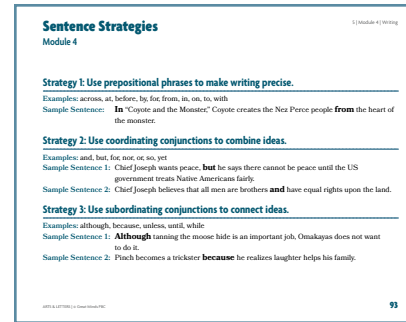 Sentence Strategies
5 | Module 4 | Writing
Module 4
Strategy 1: Use prepositional phrases to make writing precise.
Examples: across, at, before, by, for, from, in, on, to, with
Sample Sentence: In “Coyote and the Monster,” Coyote creates the Nez Perce people from the heart of
the monster.
Strategy 2: Use coordinating conjunctions to combine ideas.
Examples: and, but, for, nor, or, so, yet
Sample Sentence 1: Chief Joseph wants peace, but he says there cannot be peace until the US
government treats Native Americans fairly.
Sample Sentence 2: Chief Joseph believes that all men are brothers and have equal rights upon the land.
Strategy 3: Use subordinating conjunctions to connect ideas.
Examples: although, because, unless, until, while
Sample Sentence 1: Although tanning the moose hide is an important job, Omakayas does not want
to do it.
Sample Sentence 2: Pinch becomes a trickster because he realizes laughter helps his family.
93